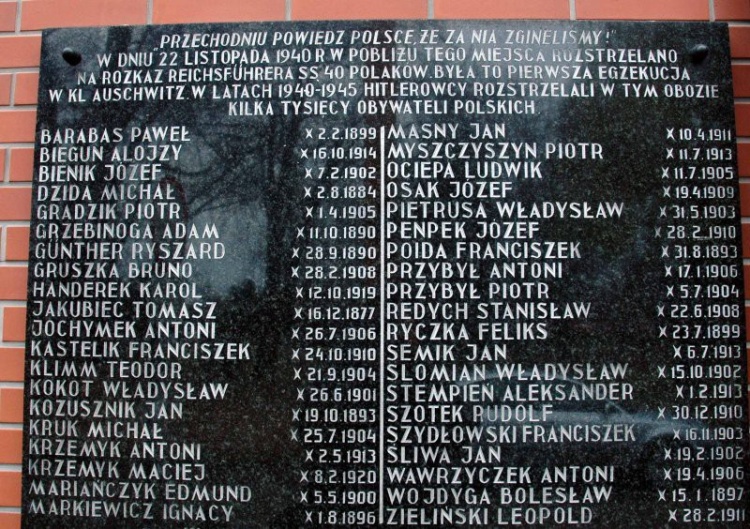 „PRZECHODNIU POWIEDZ POLSCE, ŻE ZA NIĄ ZGINĘLIŚMY!"
W DNIU 22 LISTOPADA 1940 R W POBLIŻU TEGO MIEJSCA ROZSTRZELANO
NA ROZKAZ REICHSFÜHRERA SS 40 POLAKÓW. BYŁA TO PIERWSZA EGZEKUCJA
W KL AUSCHWITZ. W LATACH 1940-1945 HITLEROWCY ROZSTRZELALI W TYM OBOZIE
KILKA TYSIĘCY OBYWATELI POLSKICH.
BARABAS PAWEŁ x 2.2.1899
BIEGUN ALOJZY x 16.10.1914
BIENIK JÓZEF x 7.2.1902
DZIDA MICHAŁ x 2.8.1884
GRADZIK PIOTR x 1.4.1905
GRZEBINOGA ADAM x 11.10.1890
GÜNTHER RYSZARD x 28.9.1890
GRUSZKA BRUNO x 28.2.1908
HANDEREK KAROL x 12.10.1919
JAKUBIEC TOMASZ x 16.12.1877
JOCHYMEK ANTONI x 26.7.1906
KASTELIK FRANCISZEK x 24.10.1910
KLIMM TEODOR x 21.9.1904
KOKOT WŁADYSŁAW x 26.6.1901
KOZUSZNIK JAN x 19.10.1893
KRUK MICHAŁ x 25.7.1904
KRZEMYK ANTONI x 2.5.1913
KRZEMYK MACIEJ x 8.2.1920
MARIAŃCZYK EDMUND x 5.5.1900
MARKIEWICZ IGNACY x 1.8.1896
MASNY JAN x 10.4.1911
MYSZCZYSZYN PIOTR x 11.7.1913
OCIEPA LUDWIK x 11.7.1905
OSAK JÓZEF x 19.4.1909
PIETRUSA WŁADYSŁAW x 31.5.1903
PENPEK JÓZEF x 28.2.1910
POIDA FRANCISZEK x 31.8.1893
PRZYBYŁ ANTONI x 17.1.1906
PRZYBYŁ PIOTR x 5.7.1904
REDYCH STANISŁAW x 22.6.1908
RYCZKA FELIKS x 23.7.1899
SEMIK JAN x 6.7.1913
SŁOMIAN WŁADYSŁAW x 15.10.1902
STEMPIEŃ ALEKSANDER x 1.2.1913
SZOTEK RUDOLF x 30.12.1910
SZYDŁOWSKI FRANCISZEK x 16.11.1903
ŚLIWA JAN x 19.2.1902
WAWRZYCZEK ANTONI x 19.4.1906
WOJDYGA BOLESŁAW x 15.1.1897
ZIELIŃSKI LEOPOLD x 28.2.1911